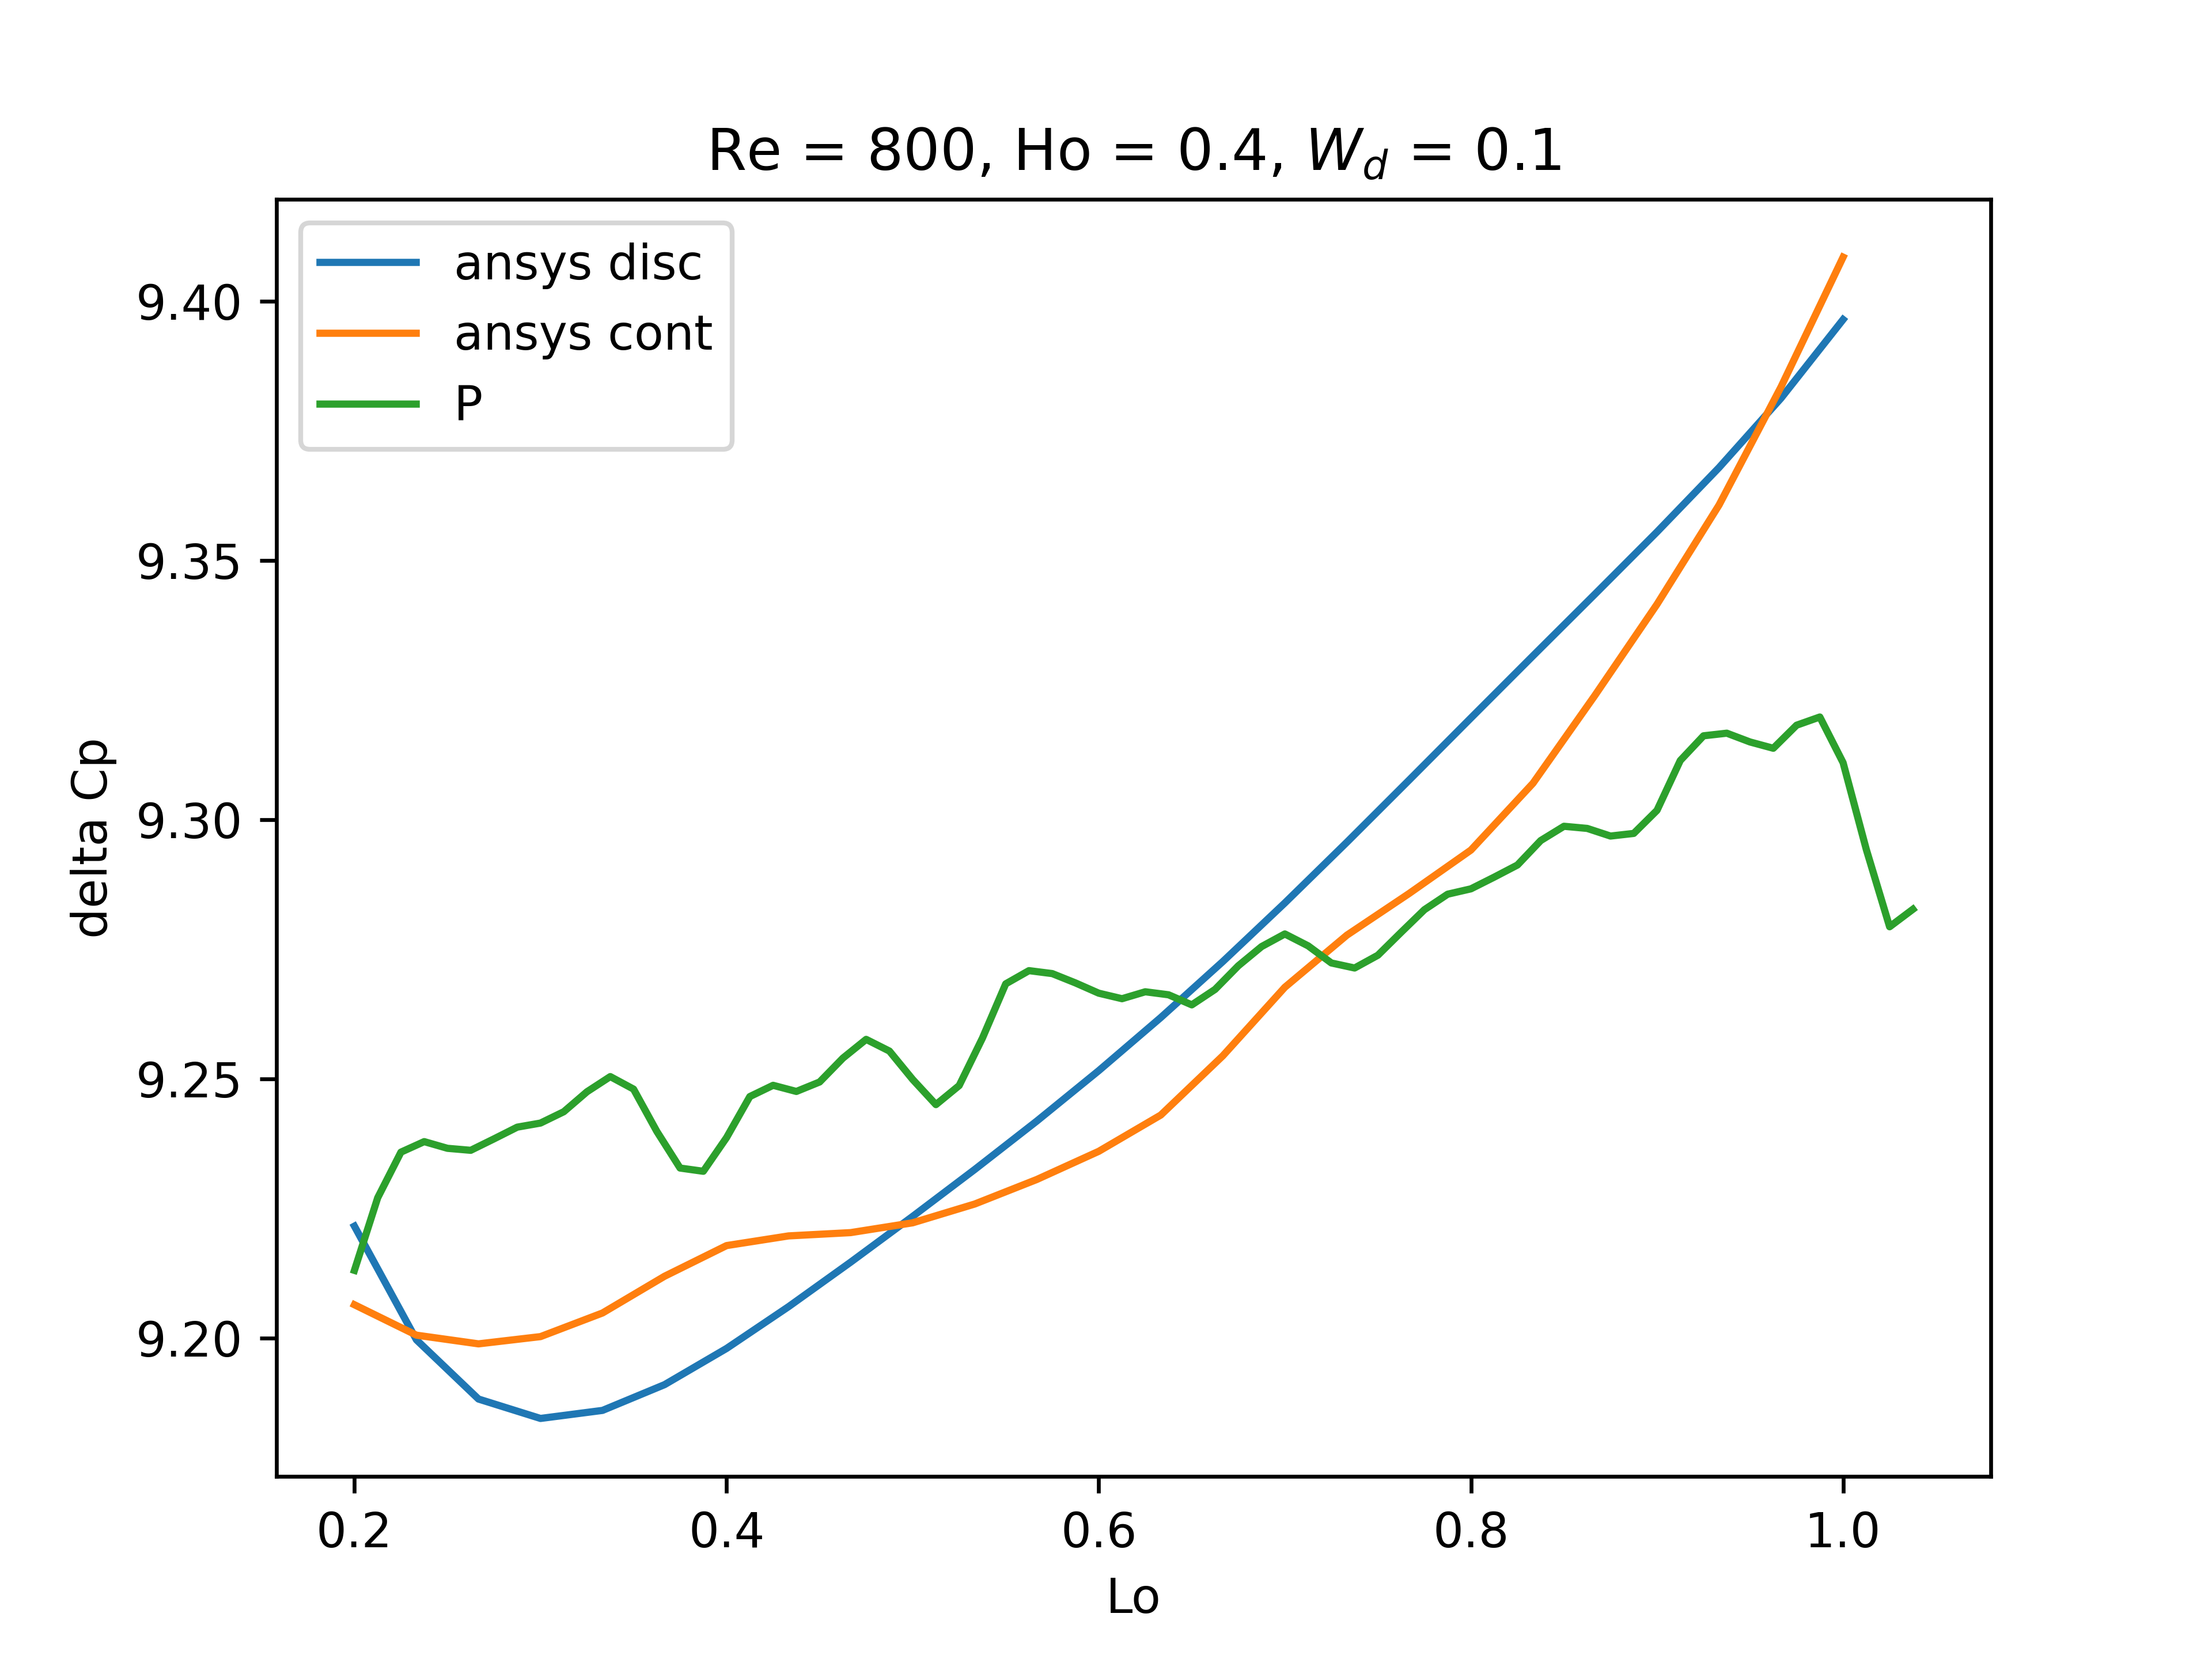 Re = 800, Ho = 0.4, W_d = 0.1
ansys disc
ansys cont
P
9.40
9.35
9.30
9.25
9.20
delta Cp
0.2 0.4 0.6 0.8 1.0
Lo